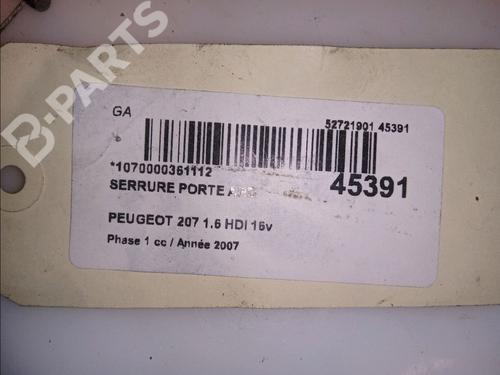 B-PARTS
GA
52721901 45391
*1070000361112
45391
SERRURE PORTE
PEUGEOT 207 1.6 HDI 16v
Phase 1 cc / Année 2007